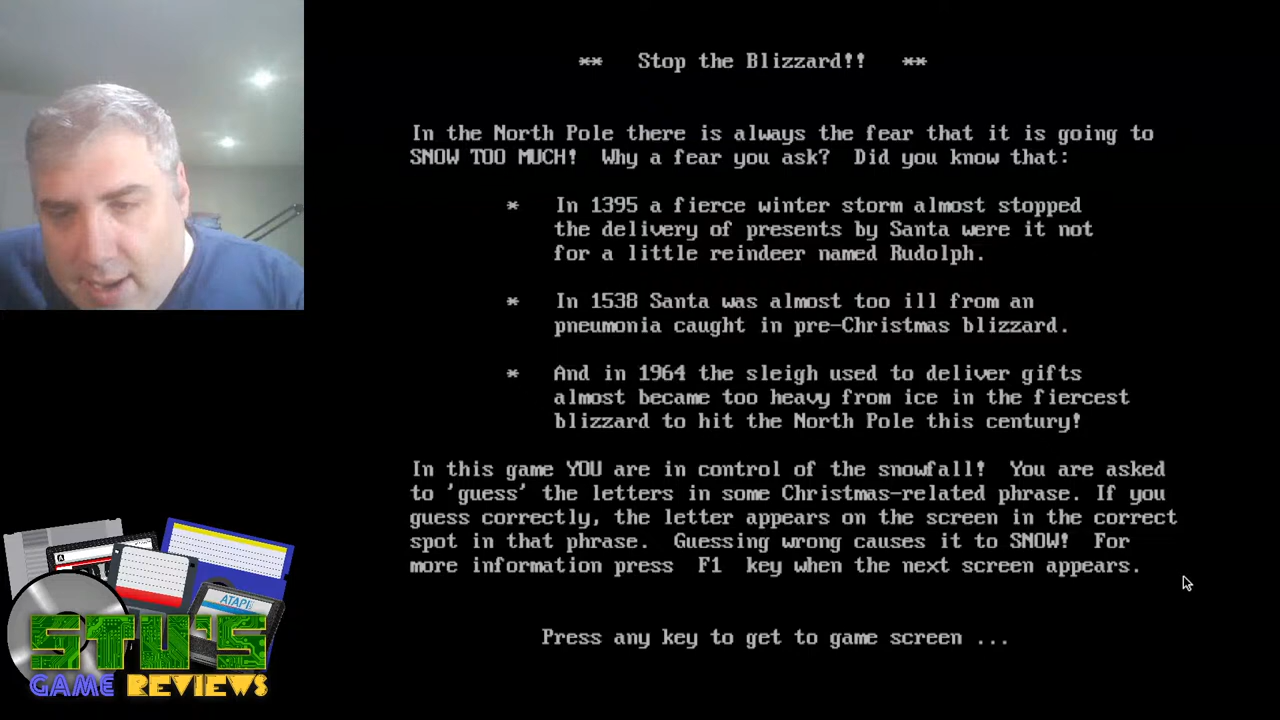 ** Stop the Blizzard!! **
In the North Pole there is always the fear that it is going to
SNOW TOO MUCH! Why a fear you ask? Did you know that:
* In 1395 a fierce winter storm almost stopped
the delivery of presents by Santa were it not
for a little reindeer named Rudolph.
* In 1538 Santa was almost too ill from an
pneumonia caught in pre-Christmas blizzard.
* And in 1964 the sleigh used to deliver gifts
almost became too heavy from ice in the fiercest
blizzard to hit the North Pole this century!
In this game YOU are in control of the snowfall! You are asked
to 'guess' the letters in some Christmas-related phrase. If you
guess correctly, the letter appears on the screen in the correct
spot in that phrase. Guessing wrong causes it to SNOW! For
more information press F1 key when the next screen appears.
Press any key to get to game screen ...
ATAPI
STU'S
GAME REVIEWS